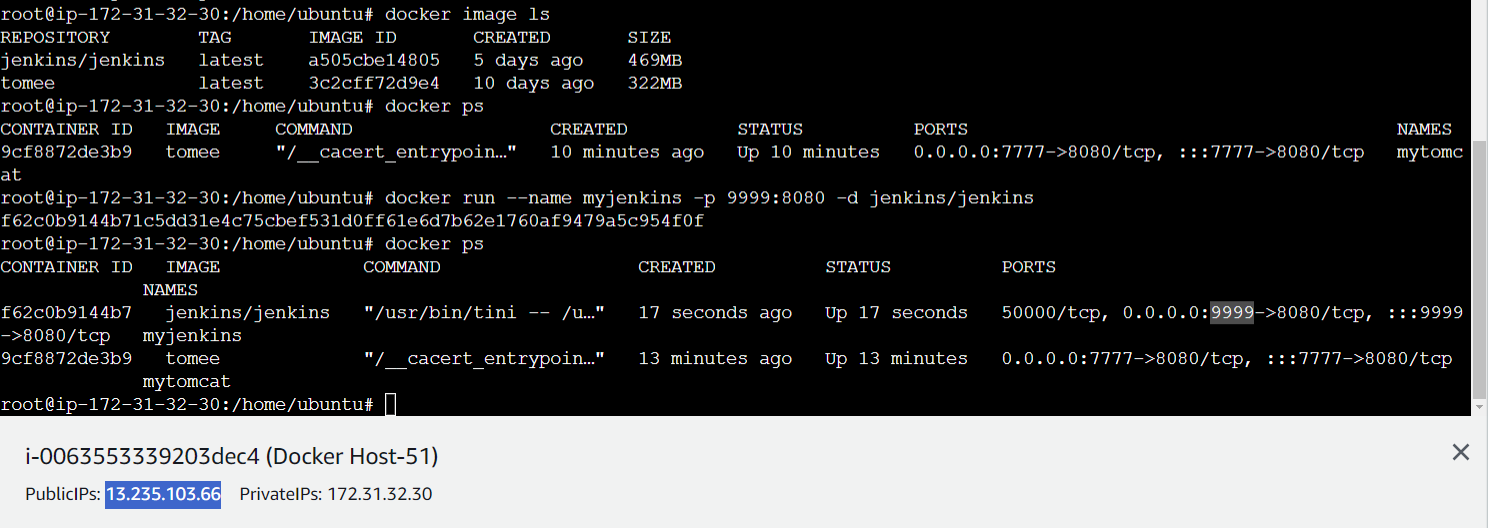 root@ip-172-31-32-30:/home/ubuntu# docker image ls
REPOSITORY        TAG       IMAGE ID       CREATED       SIZE
jenkins/jenkins   latest    a505cbe14805   5 days ago    469MB
tomee             latest    3c2cff72d9e4   10 days ago   322MB
root@ip-172-31-32-30:/home/ubuntu# docker ps
CONTAINER ID   IMAGE     COMMAND                  CREATED          STATUS          PORTS                                       NAMES
9cf8872de3b9   tomee     "/__cacert_entrypoin…"   10 minutes ago   Up 10 minutes   0.0.0.0:7777->8080/tcp, :::7777->8080/tcp   mytomc
at
root@ip-172-31-32-30:/home/ubuntu# docker run --name myjenkins -p 9999:8080 -d jenkins/jenkins
f62c0b9144b71c5dd31e4c75cbef531d0ff61e6d7b62e1760af9479a5c954f0f
root@ip-172-31-32-30:/home/ubuntu# docker ps
CONTAINER ID   IMAGE             COMMAND                  CREATED          STATUS          PORTS
             NAMES
f62c0b9144b7   jenkins/jenkins   "/usr/bin/tini -- /u…"   17 seconds ago   Up 17 seconds   50000/tcp, 0.0.0.0:9999->8080/tcp, :::9999
->8080/tcp   myjenkins
9cf8872de3b9   tomee             "/__cacert_entrypoin…"   13 minutes ago   Up 13 minutes   0.0.0.0:7777->8080/tcp, :::7777->8080/tcp
             mytomcat
root@ip-172-31-32-30:/home/ubuntu#
i-0063553339203dec4 (Docker Host-51)
PublicIPs: 13.235.103.66 PrivateIPs: 172.31.32.30